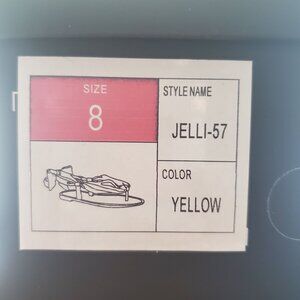 SIZE
8
STYLE NAME
JELLI-57
COLOR
YELLOW